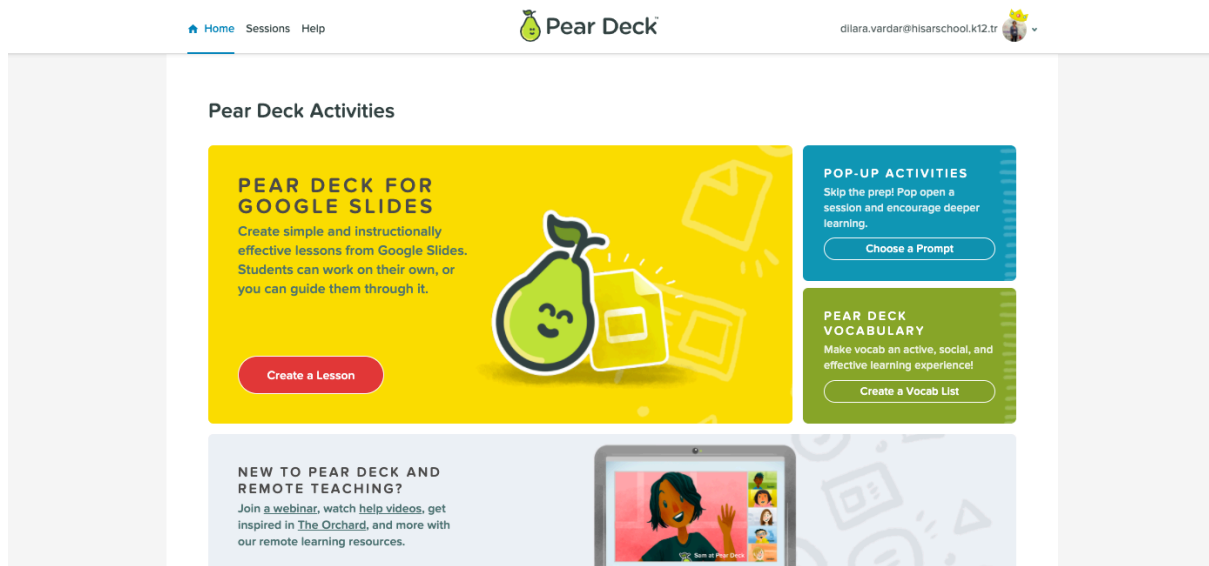 Home Sessions Help
Pear Deck™
dilara.vardar@hisarschool.k12.tr
Pear Deck Activities
PEAR DECK FOR
GOOGLE SLIDES
Create simple and instructionally
effective lessons from Google Slides.
Students can work on their own, or
you can guide them through it.
Create a Lesson
POP-UP ACTIVITIES
Skip the prep! Pop open a
session and encourage deeper
learning.
Choose a Prompt
PEAR DECK
VOCABULARY
Make vocab an active, social, and
effective learning experience!
Create a Vocab List
NEW TO PEAR DECK AND
REMOTE TEACHING?
Join a webinar, watch help videos, get
inspired in The Orchard, and more with
our remote learning resources.
Sam at Pear Deck